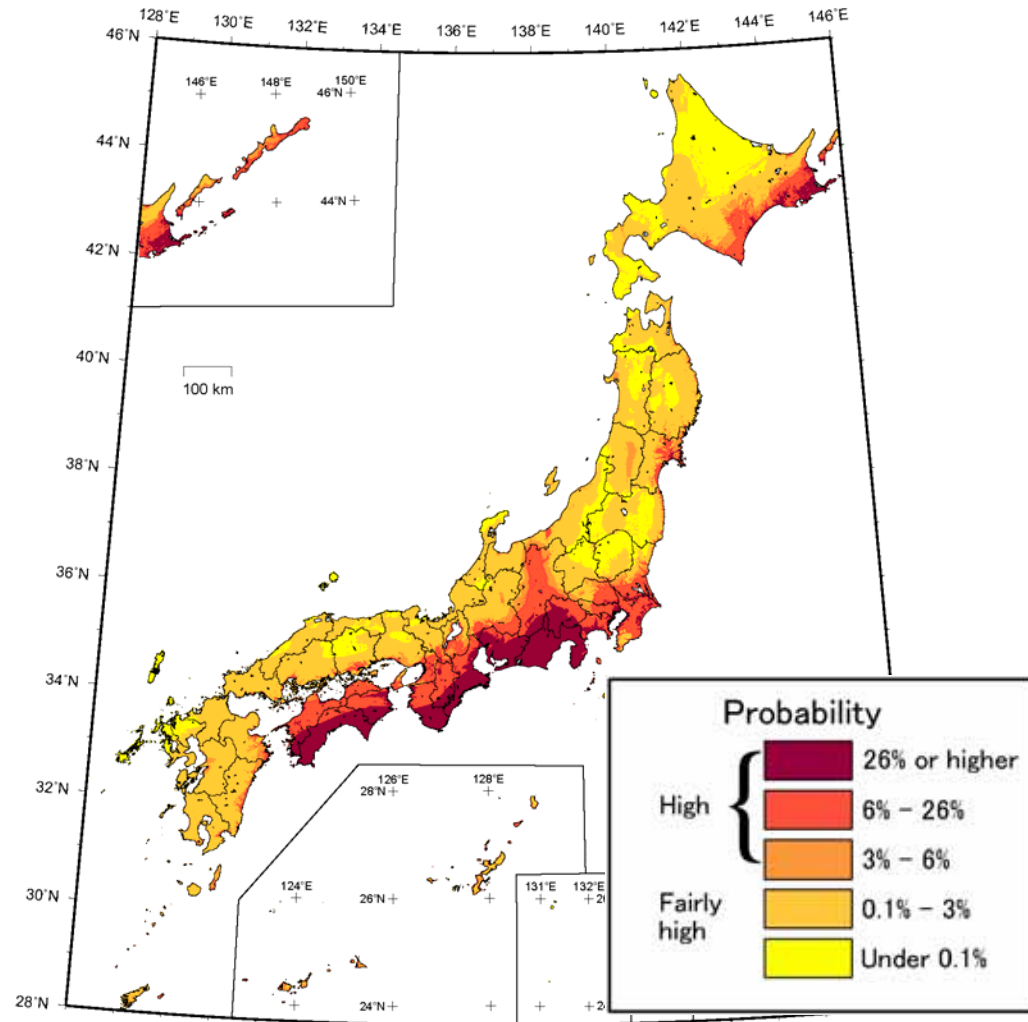 128°E 130°E 132°E 134°E 136°E 138°E 140°E 142°E 144°E 146°E
46°N
146°E 148°E 150°E
46°N
44°N
44°N
42°N
40°N
100 km
38°N
36°N
34°N
32°N
126°E 128°E
28°N
30°N
124°E
26°N
131°E 132°E
28°N
24°N
Probability
High
26% or higher
6% - 26%
3% - 6%
Fairly
high
0.1% - 3%
Under 0.1%